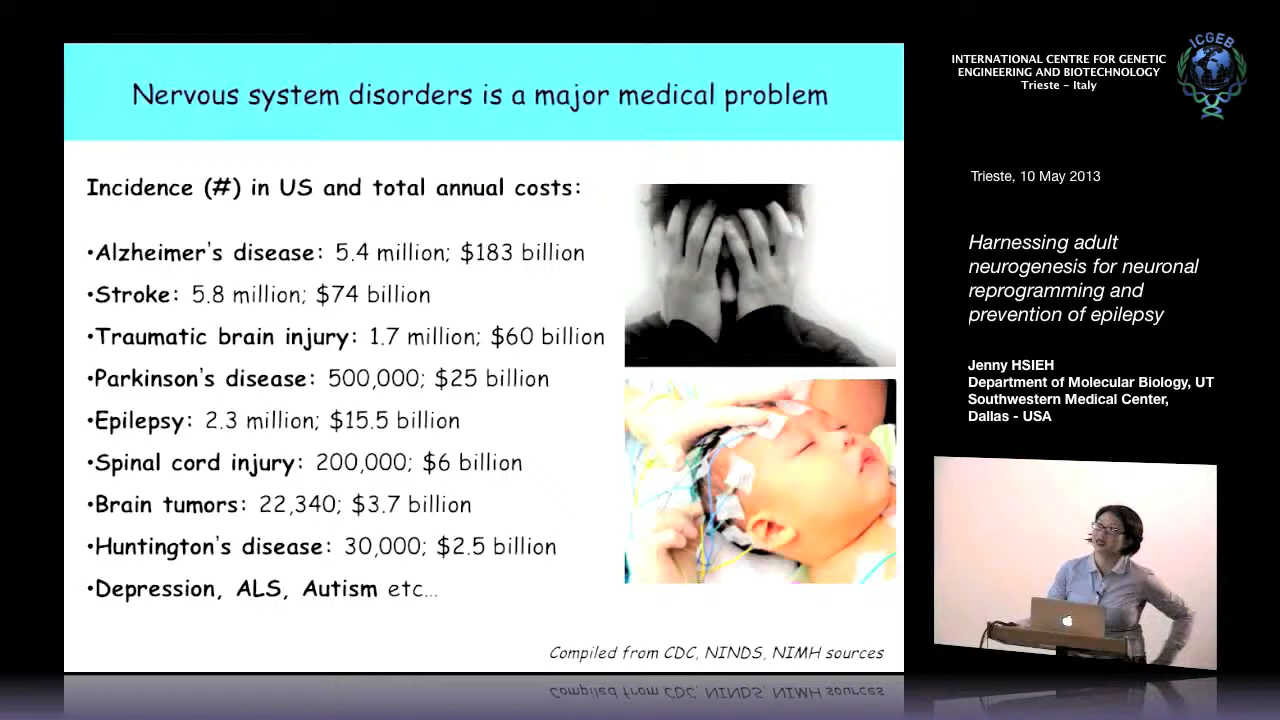 Nervous system disorders is a major medical problem
Incidence (#) in US and total annual costs:
•Alzheimer's disease: 5.4 million; $183 billion
•Stroke: 5.8 million; $74 billion
•Traumatic brain injury: 1.7 million; $60 billion
•Parkinson's disease: 500,000; $25 billion
•Epilepsy: 2.3 million; $15.5 billion
•Spinal cord injury: 200,000; $6 billion
•Brain tumors: 22,340; $3.7 billion
•Huntington's disease: 30,000; $2.5 billion
•Depression, ALS, Autism etc…
Compiled from CDC, NINDS, NIMH sources
INTERNATIONAL CENTRE FOR GENETIC
ENGINEERING AND BIOTECHNOLOGY
Trieste - Italy
ICGEB
Trieste, 10 May 2013
Harnessing adult
neurogenesis for neuronal
reprogramming and
prevention of epilepsy
Jenny HSIEH
Department of Molecular Biology, UT
Southwestern Medical Center,
Dallas - USA